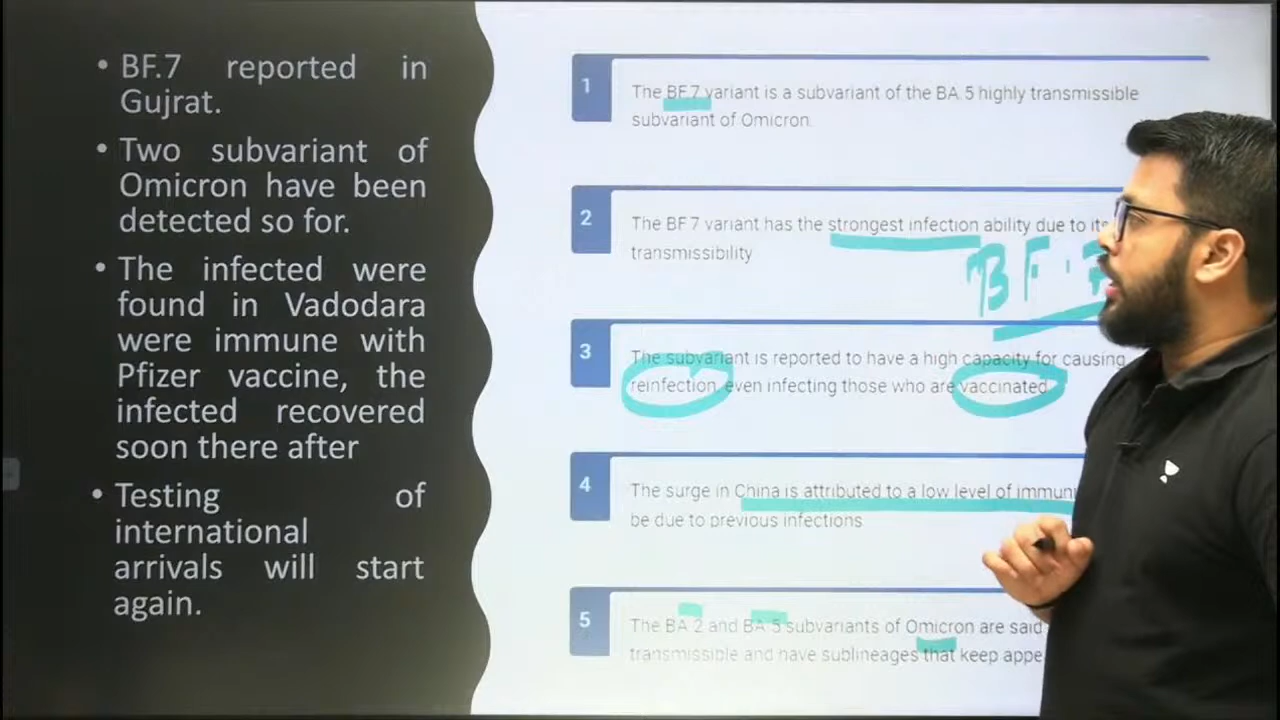 • BF.7 reported in
Gujrat.
• Two subvariant of
Omicron have been
detected so for.
• The infected were
found in Vadodara
were immune with
Pfizer vaccine, the
infected recovered
soon there after
• Testing of
international
arrivals will start
again.
1
The BF.7 variant is a subvariant of the BA.5 highly transmissible
subvariant of Omicron.
2
The BF.7 variant has the strongest infection ability due to its
transmissibility
BF.7
3
The subvariant is reported to have a high capacity for causing
reinfection, even infecting those who are vaccinated
4
The surge in China is attributed to a low level of
be due to previous infections
5
The BA 2 and BA 5 subvariants of Omicron are said
transmissible and have sublineages that keep